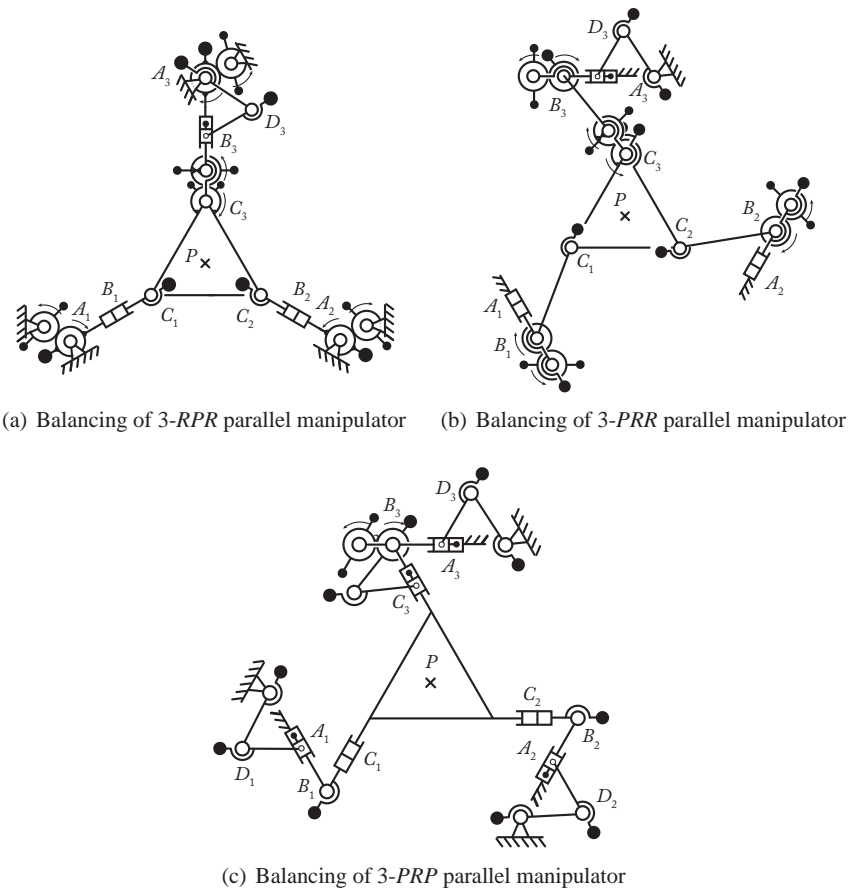 A3
D3
B3
C3
P
B1
A1
C1
C2
B2
A2
(a) Balancing of 3-RPR parallel manipulator
D3
A3
B3
C3
P
C2
B2
C1
A2
A1
B1
(b) Balancing of 3-PRR parallel manipulator
D3
B3
A3
C3
P
C2
A1
C1
B2
A2
D1
B1
D2
(c) Balancing of 3-PRP parallel manipulator